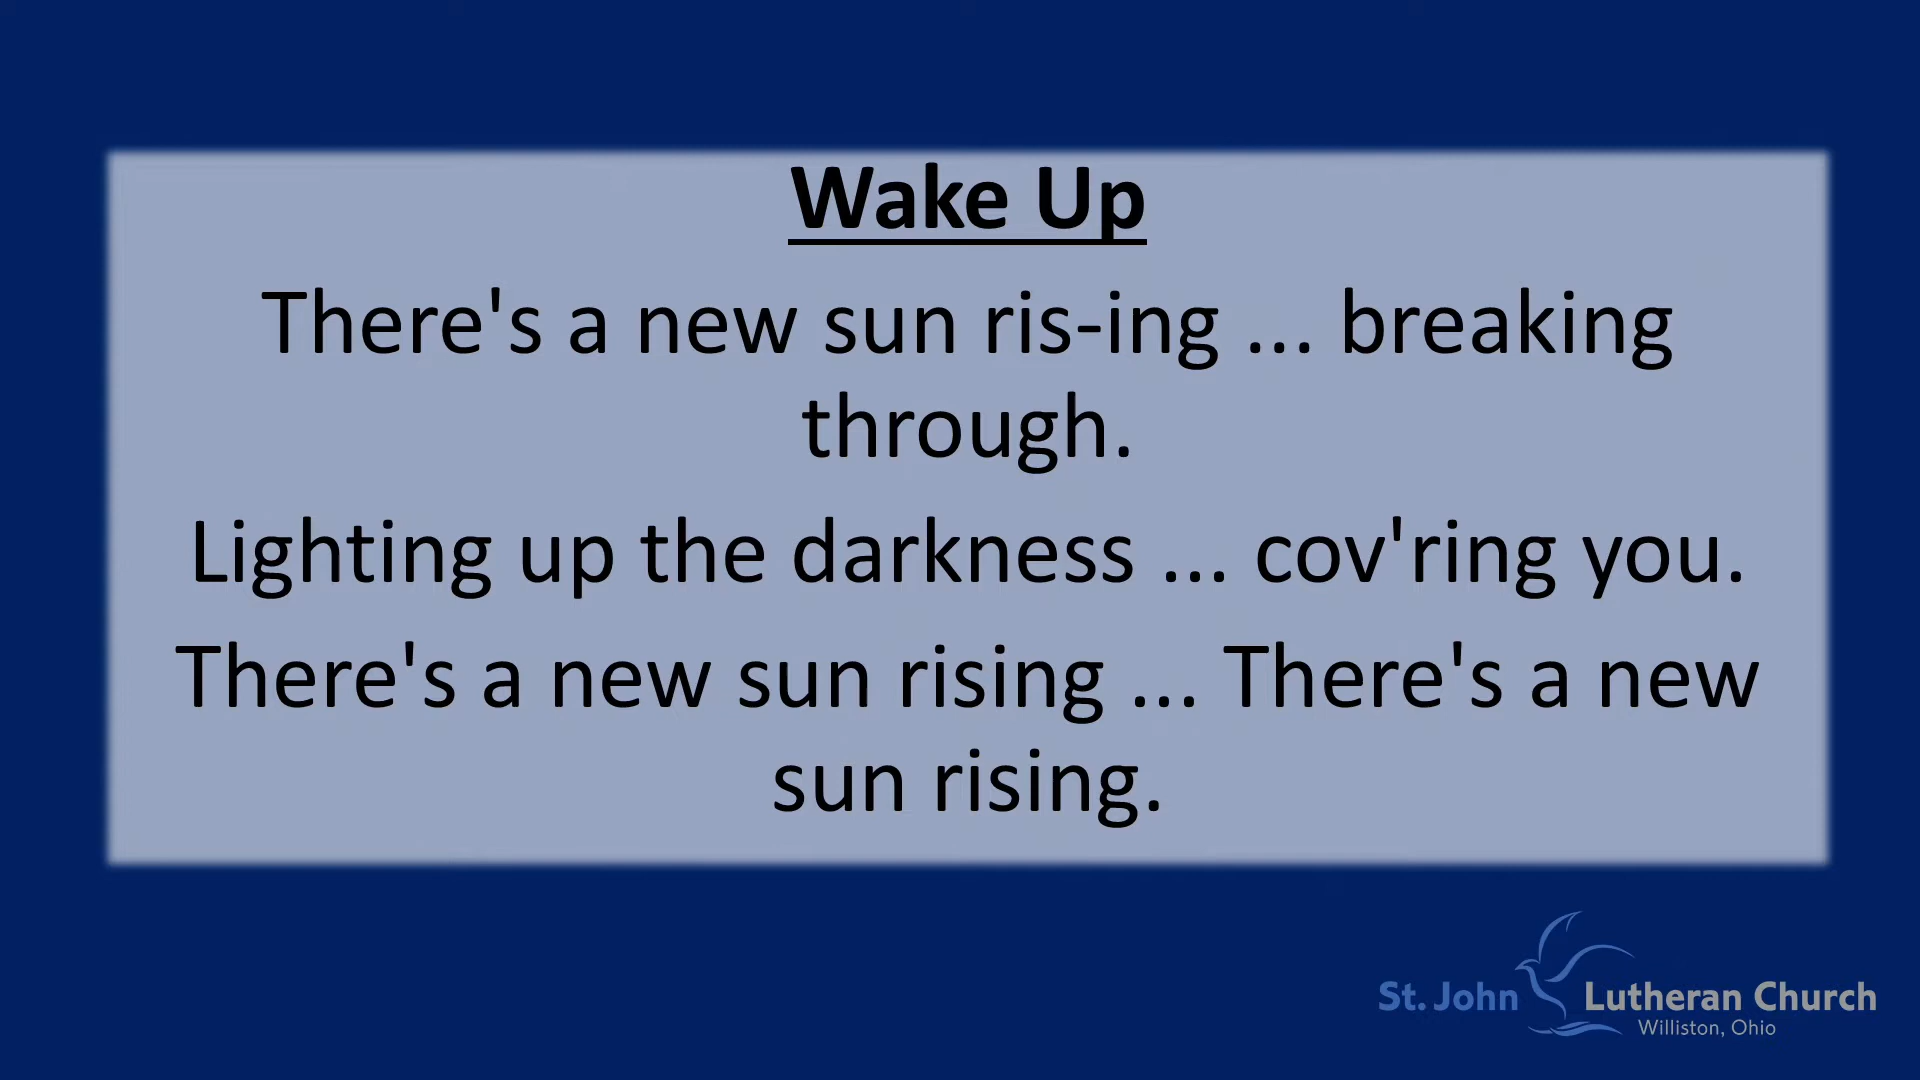 Wake Up
There's a new sun ris-ing ... breaking
through.
Lighting up the darkness ... cov'ring you.
There's a new sun rising ... There's a new
sun rising.
St. John Lutheran Church
Williston, Ohio